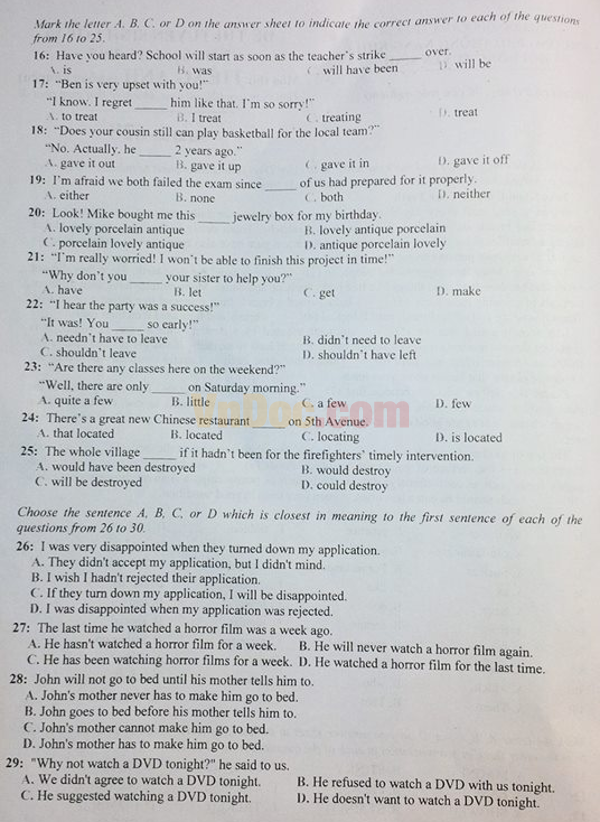 Mark the letter A, B, C, or D on the answer sheet to indicate the correct answer to each of the questions
from 16 to 25.
16: Have you heard? School will start as soon as the teacher's strike ______ over.
A. is B. was C. will have been D. will be
17: "Ben is very upset with you!"
"I know. I regret ______ him like that. I'm so sorry!"
A. to treat B. I treat C. treating D. treat
18: "Does your cousin still can play basketball for the local team?"
"No. Actually, he ______ 2 years ago."
A. gave it out B. gave it up C. gave it in D. gave it off
19: I'm afraid we both failed the exam since ______ of us had prepared for it properly.
A. either B. none C. both D. neither
20: Look! Mike bought me this ______ jewelry box for my birthday.
A. lovely porcelain antique B. lovely antique porcelain
C. porcelain lovely antique D. antique porcelain lovely
21: "I'm really worried! I won't be able to finish this project in time!"
"Why don't you ______ your sister to help you?"
A. have B. let C. get D. make
22: "I hear the party was a success!"
"It was! You ______ so early!"
A. needn't have to leave B. didn't need to leave
C. shouldn't leave D. shouldn't have left
23: "Are there any classes here on the weekend?"
"Well, there are only ______ on Saturday morning."
A. quite a few B. little C. a few D. few
VnDoc.com
24: There's a great new Chinese restaurant ______ on 5th Avenue.
A. that located B. located C. locating D. is located
25: The whole village ______ if it hadn't been for the firefighters' timely intervention.
A. would have been destroyed B. would destroy
C. will be destroyed D. could destroy
Choose the sentence A, B, C, or D which is closest in meaning to the first sentence of each of the
questions from 26 to 30.
26: I was very disappointed when they turned down my application.
A. They didn't accept my application, but I didn't mind.
B. I wish I hadn't rejected their application.
C. If they turn down my application, I will be disappointed.
D. I was disappointed when my application was rejected.
27: The last time he watched a horror film was a week ago.
A. He hasn't watched a horror film for a week. B. He will never watch a horror film again.
C. He has been watching horror films for a week. D. He watched a horror film for the last time.
28: John will not go to bed until his mother tells him to.
A. John's mother never has to make him go to bed.
B. John goes to bed before his mother tells him to.
C. John's mother cannot make him go to bed.
D. John's mother has to make him go to bed.
29: "Why not watch a DVD tonight?" he said to us.
A. We didn't agree to watch a DVD tonight. B. He refused to watch a DVD with us tonight.
C. He suggested watching a DVD tonight. D. He doesn't want to watch a DVD tonight.